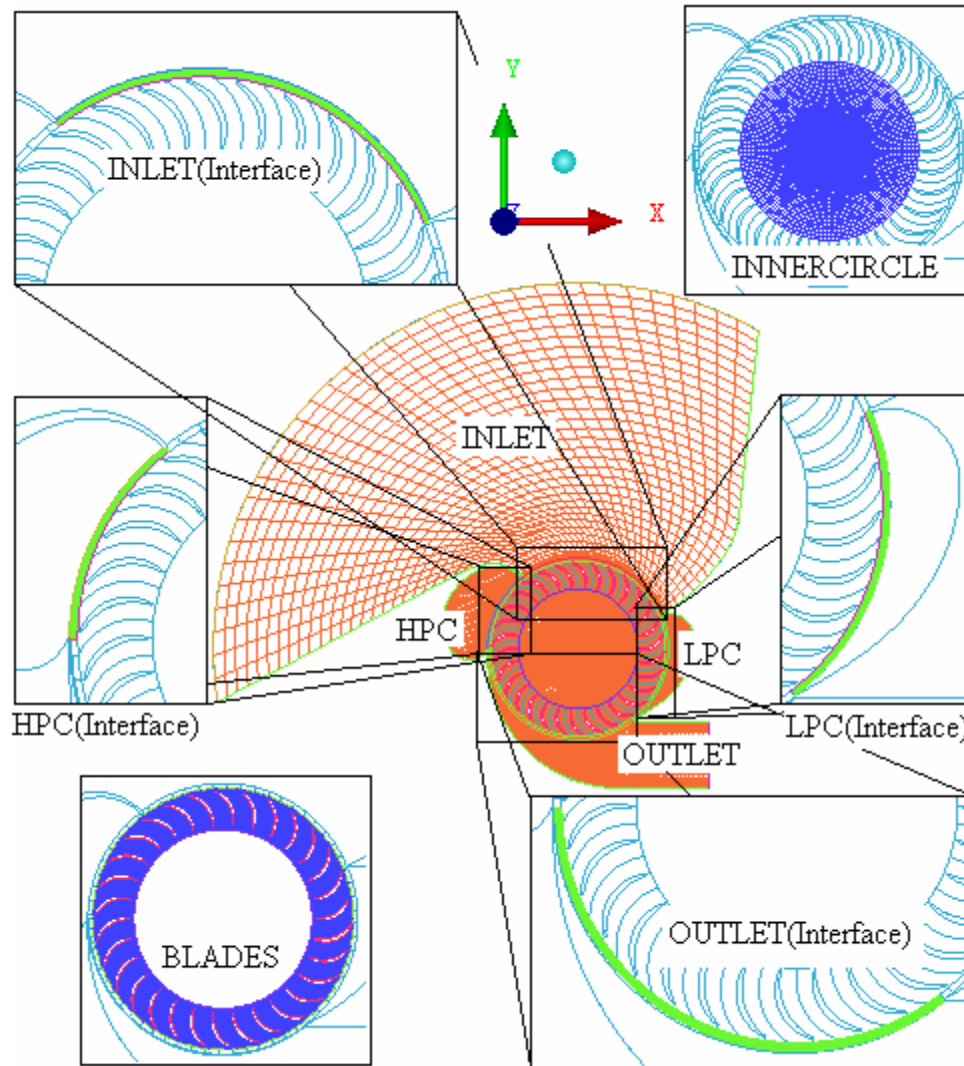 Y
INLET(Interface)
Z
X
INNERCIRCLE
INLET
HPC
LPC
HPC(Interface)
LPC(Interface)
OUTLET
BLADES
OUTLET(Interface)